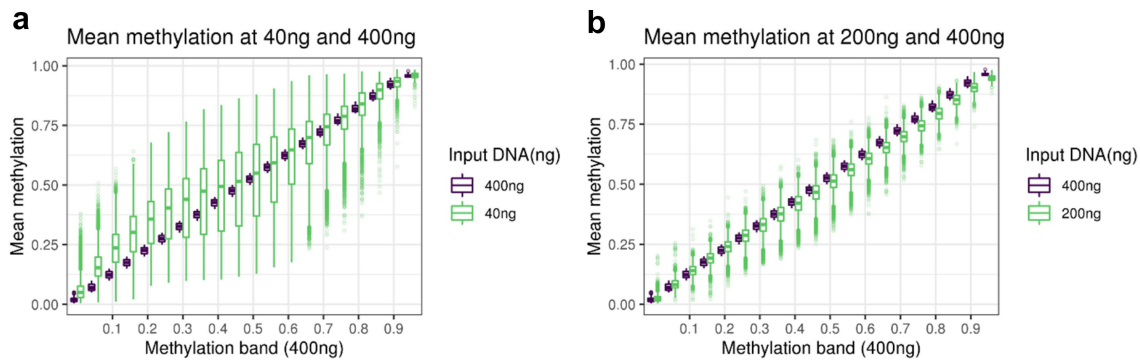 a
Mean methylation at 40ng and 400ng
Mean methylation
1.00
0.75
0.50
0.25
0.00
0.1 0.2 0.3 0.4 0.5 0.6 0.7 0.8 0.9
Methylation band (400ng)
Input DNA(ng)
400ng
40ng
b
Mean methylation at 200ng and 400ng
Mean methylation
1.00
0.75
0.50
0.25
0.00
0.1 0.2 0.3 0.4 0.5 0.6 0.7 0.8 0.9
Methylation band (400ng)
Input DNA(ng)
400ng
200ng